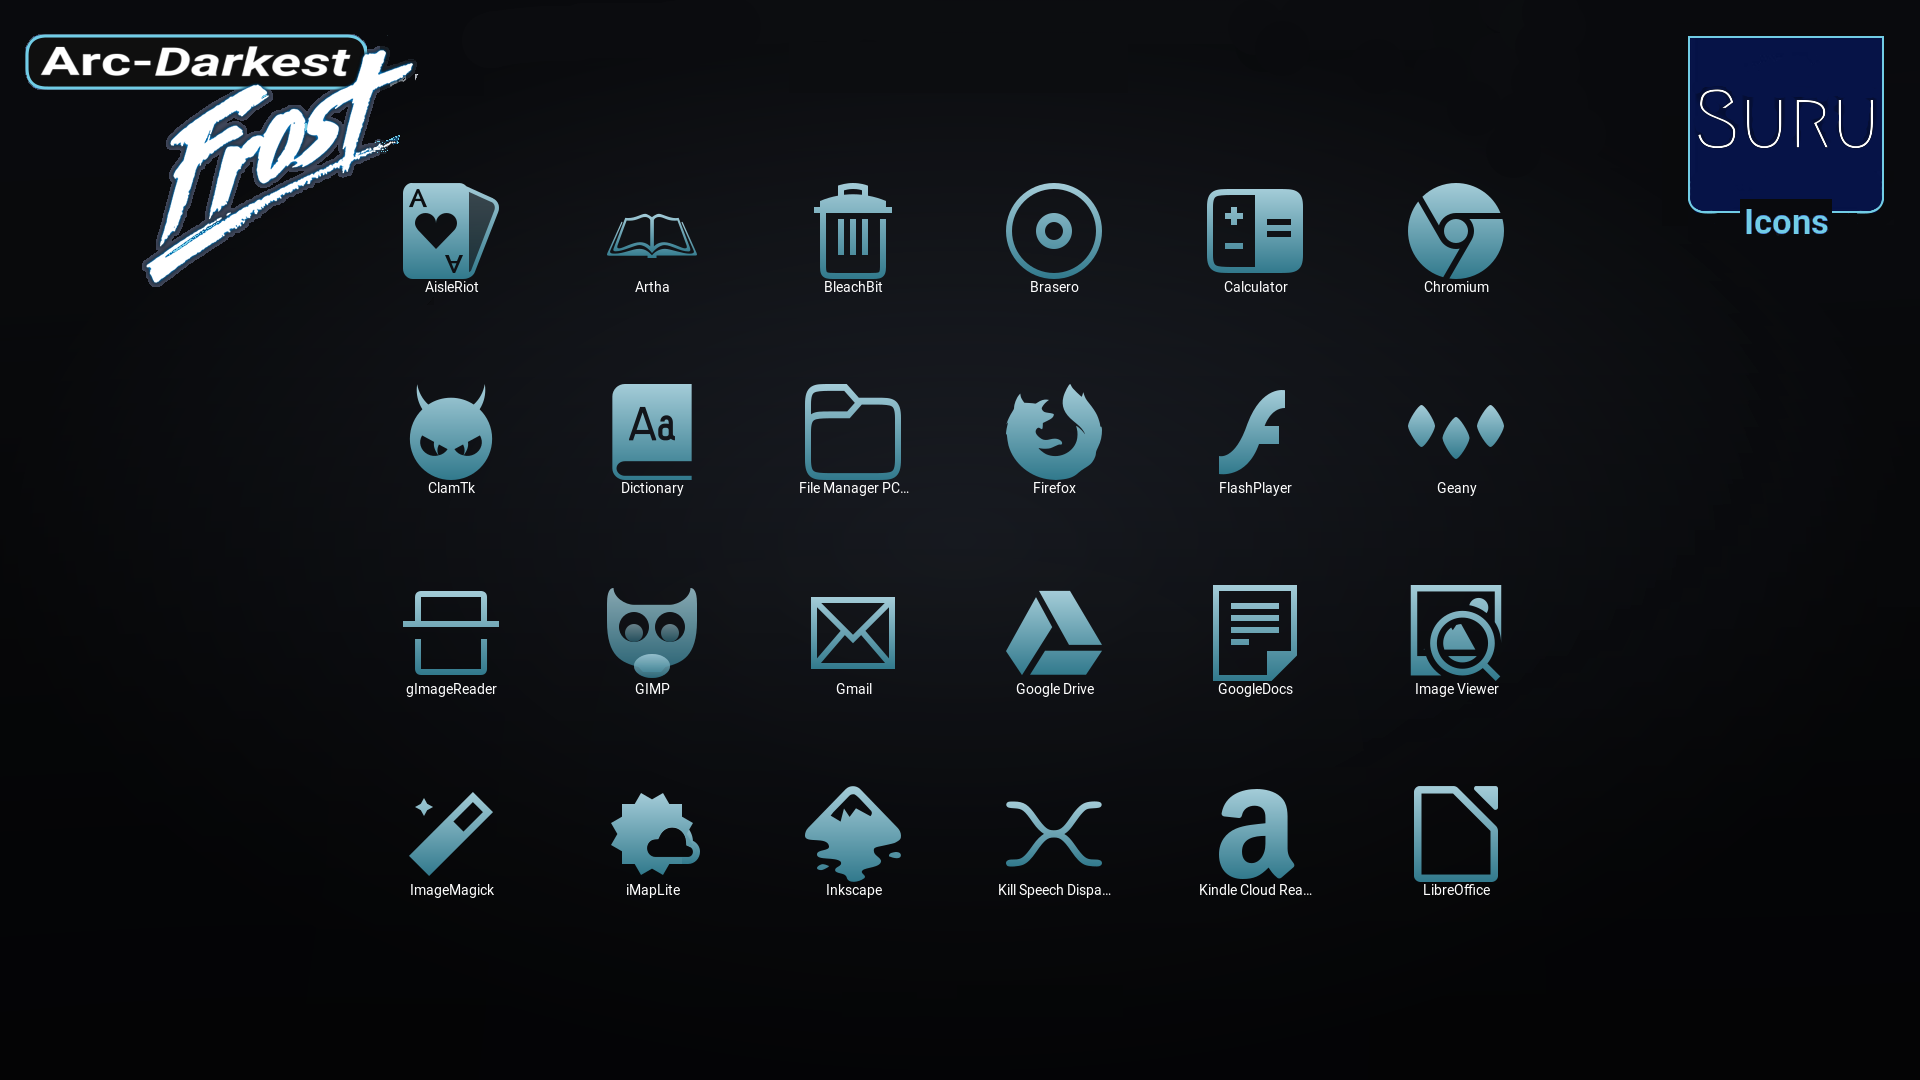 Arc-Darkest
Frost
SURU
Icons
A
A
AisleRiot
Artha
BleachBit
Brasero
Calculator
Chromium
Aa
ClamTk
Dictionary
File Manager PC...
Firefox
FlashPlayer
Geany
gImageReader
GIMP
Gmail
Google Drive
GoogleDocs
Image Viewer
a
ImageMagick
iMapLite
Inkscape
Kill Speech Dispa...
Kindle Cloud Rea...
LibreOffice